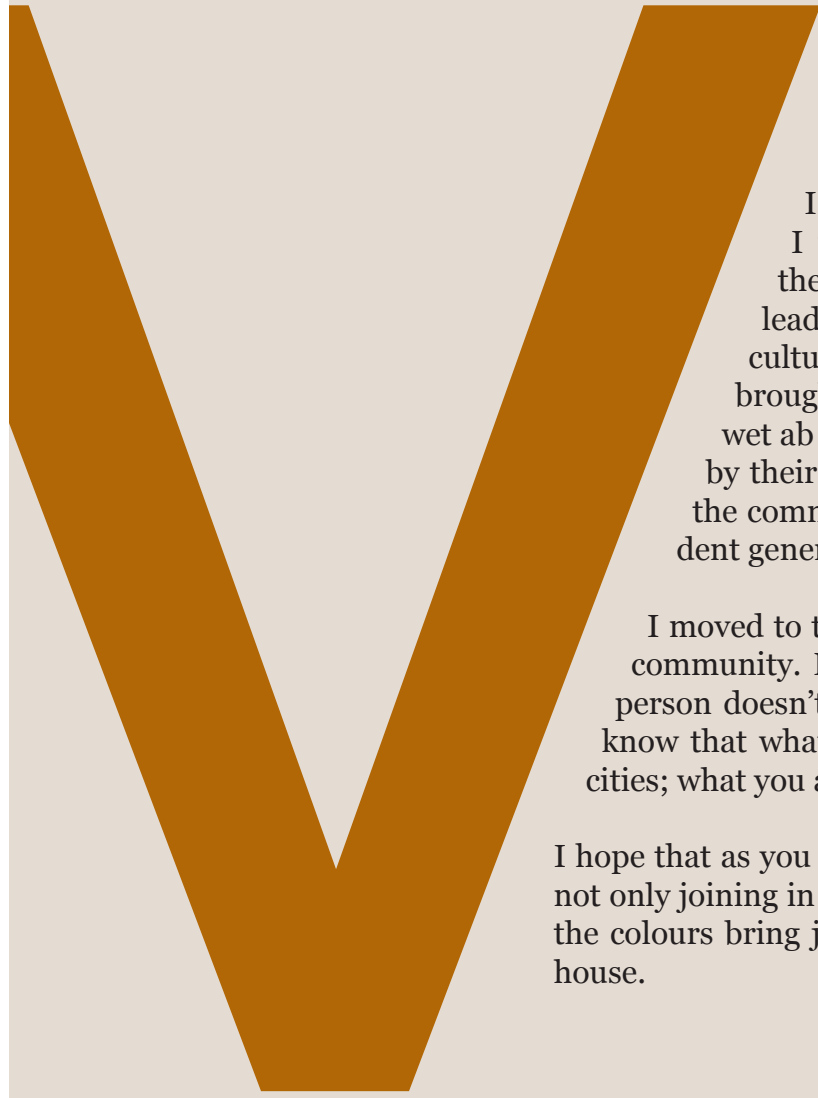 V
I
I
the
lead
cultu
broug
wet ab
by their
the comm
dent gener
I moved to t
community. I
person doesn’t
know that what
cities; what you a
I hope that as you
not only joining in
the colours bring j
house.